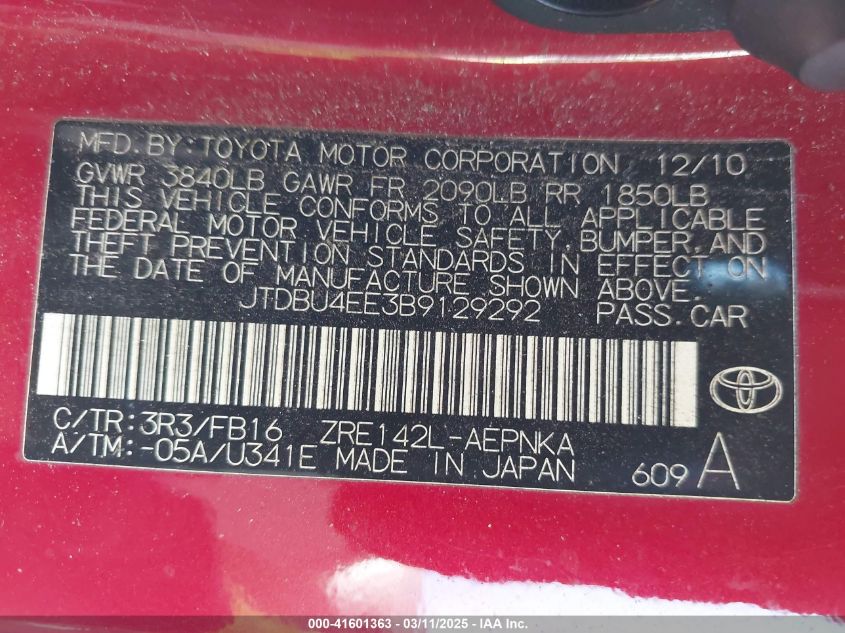 MFD.BY:TOYOTA MOTOR CORPORATION 12/10
GVWR 3840LB GAWR FR 2090LB RR 1850LB
THIS VEHICLE CONFORMS TO ALL APPLICABLE
FEDERAL MOTOR VEHICLE SAFETY,BUMPER,AND
THEFT PREVENTION STANDARDS IN EFFECT ON
THE DATE OF MANUFACTURE SHOWN ABOVE.
JTDBU4EE3B9129292 PASS.CAR
C/TR:3R3/FB16 ZRE142L-AEPNKA
A/TM:-05A/U341E MADE IN JAPAN 609 A
000-41601363 - 03/11/2025 - IAA Inc.